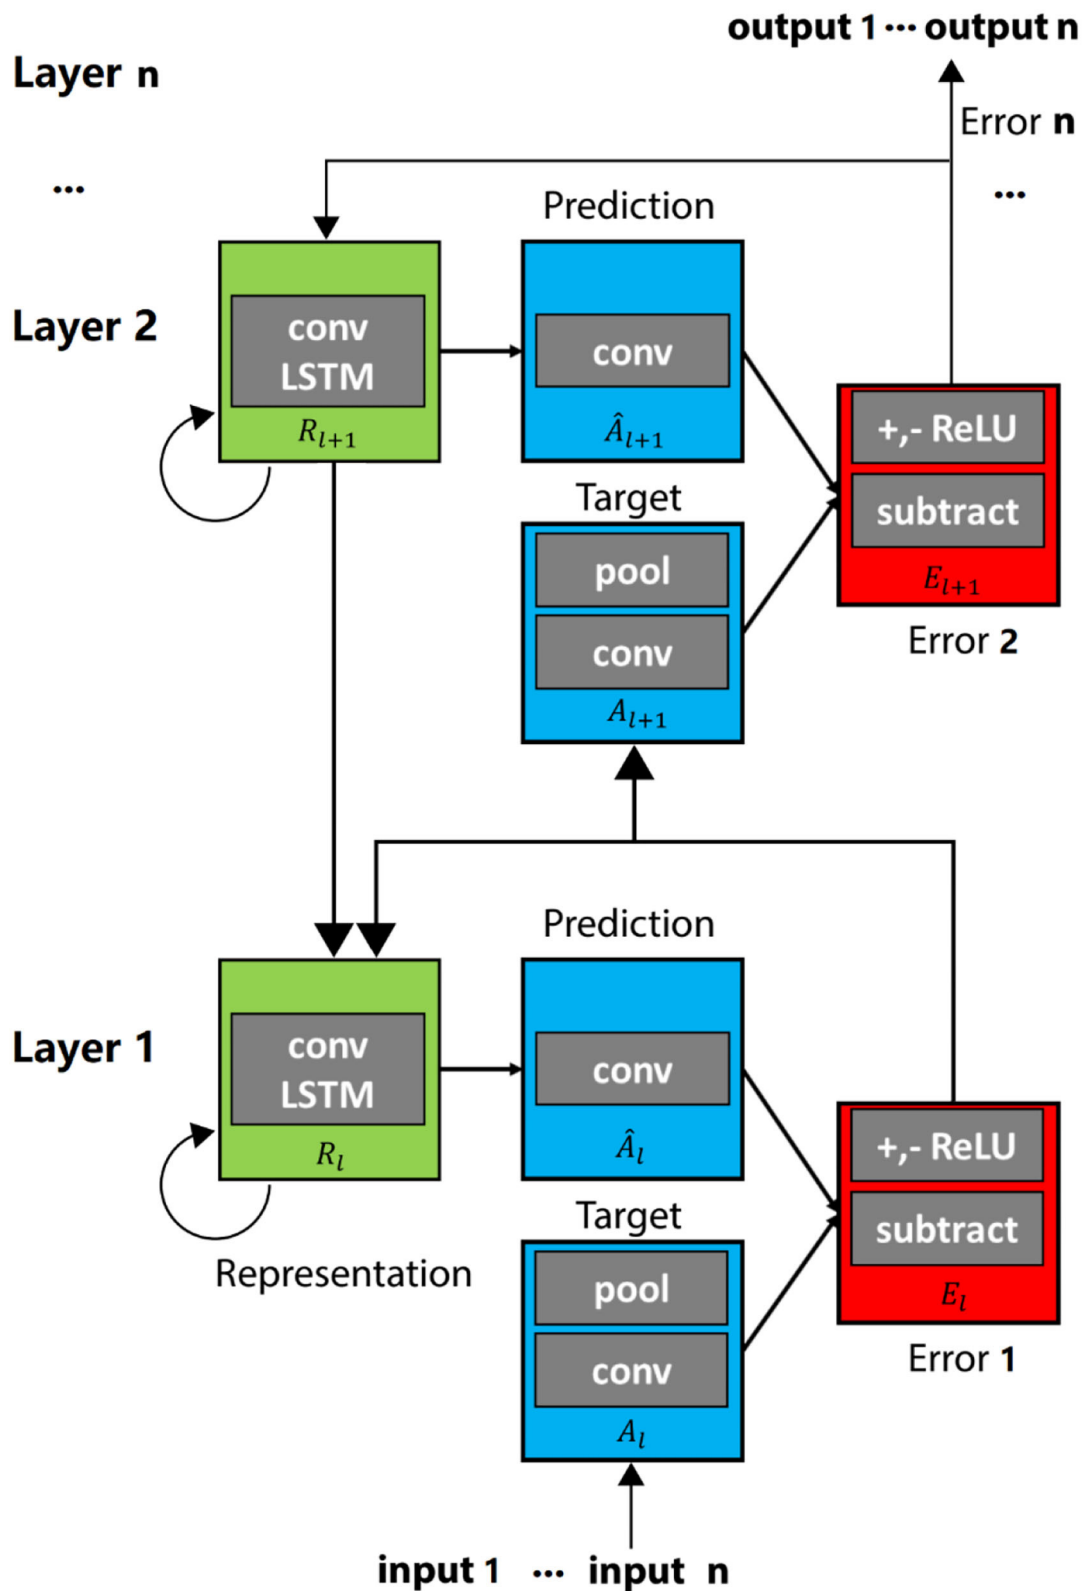 output 1 ··· output n
Layer n
Error n
...
...
Prediction
Layer 2
conv
LSTM
R_{l+1}
conv
Â_{l+1}
+,- ReLU
subtract
E_{l+1}
Error 2
Target
pool
conv
A_{l+1}
Prediction
Layer 1
conv
LSTM
R_l
Representation
conv
Â_l
+,- ReLU
subtract
E_l
Error 1
Target
pool
conv
A_l
input 1 ... input n